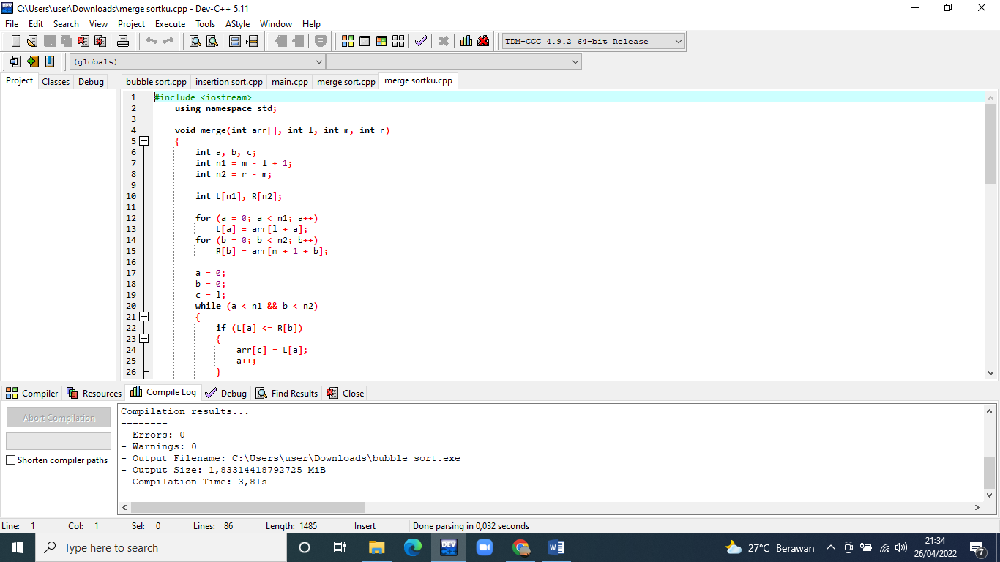 C:\Users\user\Downloads\merge sortku.cpp - Dev-C++ 5.11
File Edit Search View Project Execute Tools AStyle Window Help
TDM-GCC 4.9.2 64-bit Release
(globals)
Project Classes Debug
bubble sort.cpp insertion sort.cpp main.cpp merge sort.cpp merge sortku.cpp
1 #include <iostream>
2 using namespace std;
3
4 void merge(int arr[], int l, int m, int r)
5 {
6 int a, b, c;
7 int n1 = m - l + 1;
8 int n2 = r - m;
9
10 int L[n1], R[n2];
11
12 for (a = 0; a < n1; a++)
13 L[a] = arr[l + a];
14 for (b = 0; b < n2; b++)
15 R[b] = arr[m + 1 + b];
16
17 a = 0;
18 b = 0;
19 c = l;
20 while (a < n1 && b < n2)
21 {
22 if (L[a] <= R[b])
23 {
24 arr[c] = L[a];
25 a++;
26 }
Compiler Resources Compile Log Debug Find Results Close
Abort Compilation
Shorten compiler paths
Compilation results...
--------
- Errors: 0
- Warnings: 0
- Output Filename: C:\Users\user\Downloads\bubble sort.exe
- Output Size: 1,83314418792725 MiB
- Compilation Time: 3,81s
Line: 1 Col: 1 Sel: 0 Lines: 86 Length: 1485 Insert Done parsing in 0,032 seconds
Type here to search
DEV
27°C Berawan
21:34
26/04/2022
7